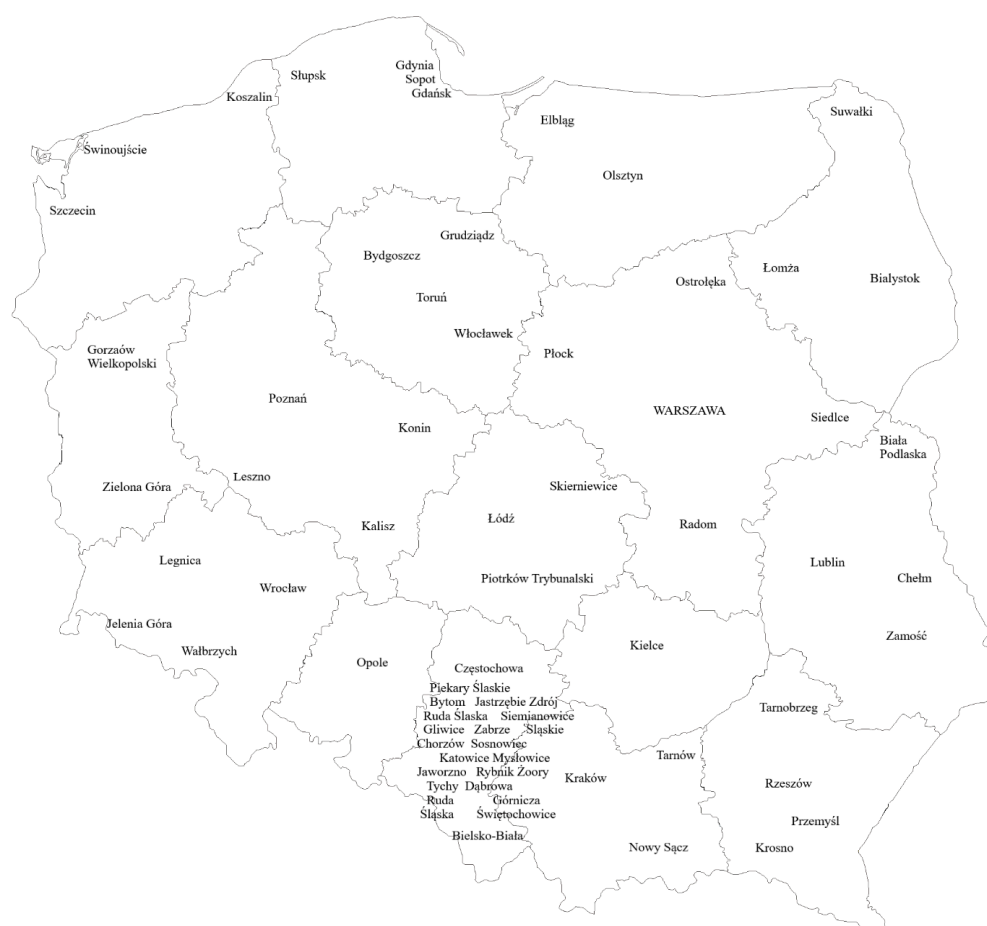 Słupsk
Gdynia
Sopot
Gdańsk
Koszalin
Suwałki
Elbląg
Świnoujście
Olsztyn
Szczecin
Grudziądz
Bydgoszcz
Łomża
Ostrołęka
Bialystok
Toruń
Włocławek
Gorzaów
Wielkopolski
Płock
Poznań
WARSZAWA
Siedlce
Konin
Biała
Podlaska
Leszno
Zielona Góra
Skierniewice
Łódź
Kalisz
Radom
Legnica
Lublin
Piotrków Trybunalski
Chełm
Wrocław
Jelenia Góra
Zamość
Wałbrzych
Kielce
Opole
Częstochowa
Piekary Śląskie
Bytom Jastrzębie Zdrój
Ruda Ślaska Siemianowice
Gliwice Zabrze Śląskie
Chorzów Sosnowiec
Katowice Mysłowice
Jaworzno Rybnik Żoory
Tychy Dąbrowa
Ruda Górnicza
Śląska Świętochowice
Bielsko-Biała
Tarnobrzeg
Tarnów
Kraków
Rzeszów
Przemyśl
Nowy Sącz
Krosno